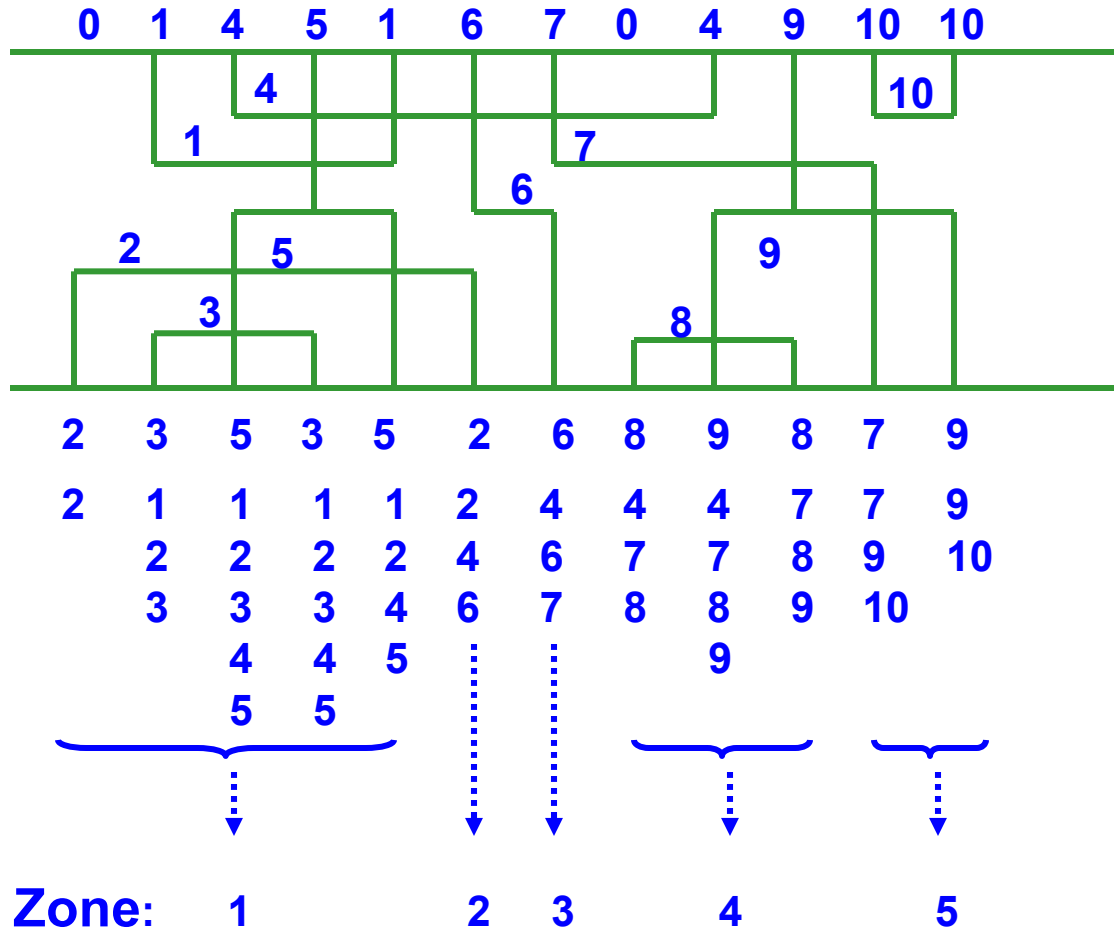 0 1 4 5 1 6 7 0 4 9 10 10
4 10
1 7
6
2 5 9
3 8
2 3 5 3 5 2 6 8 9 8 7 9
2 1 1 1 1 2 4 4 4 7 7 9
2 2 2 2 4 6 7 7 8 9 10
3 3 3 4 6 7 8 8 9 10
4 4 5 9
5 5
Zone: 1 2 3 4 5